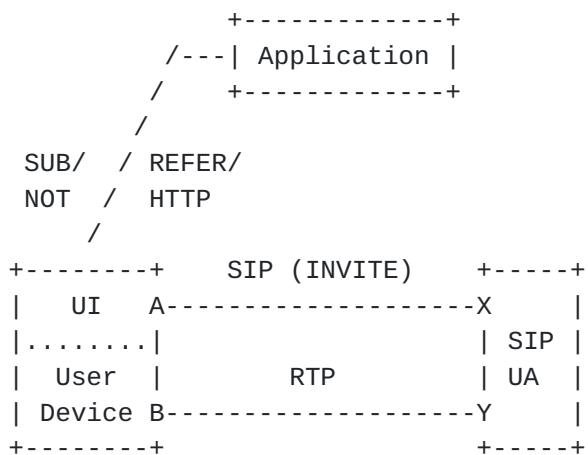 +-------------+
/---| Application |
/    +-------------+
/
SUB/  / REFER/
NOT  /  HTTP
/
+--------+    SIP (INVITE)    +-----+
|   UI   A--------------------X     |
|........|                    | SIP |
|  User  |        RTP         | UA  |
| Device B--------------------Y     |
+--------+                    +-----+